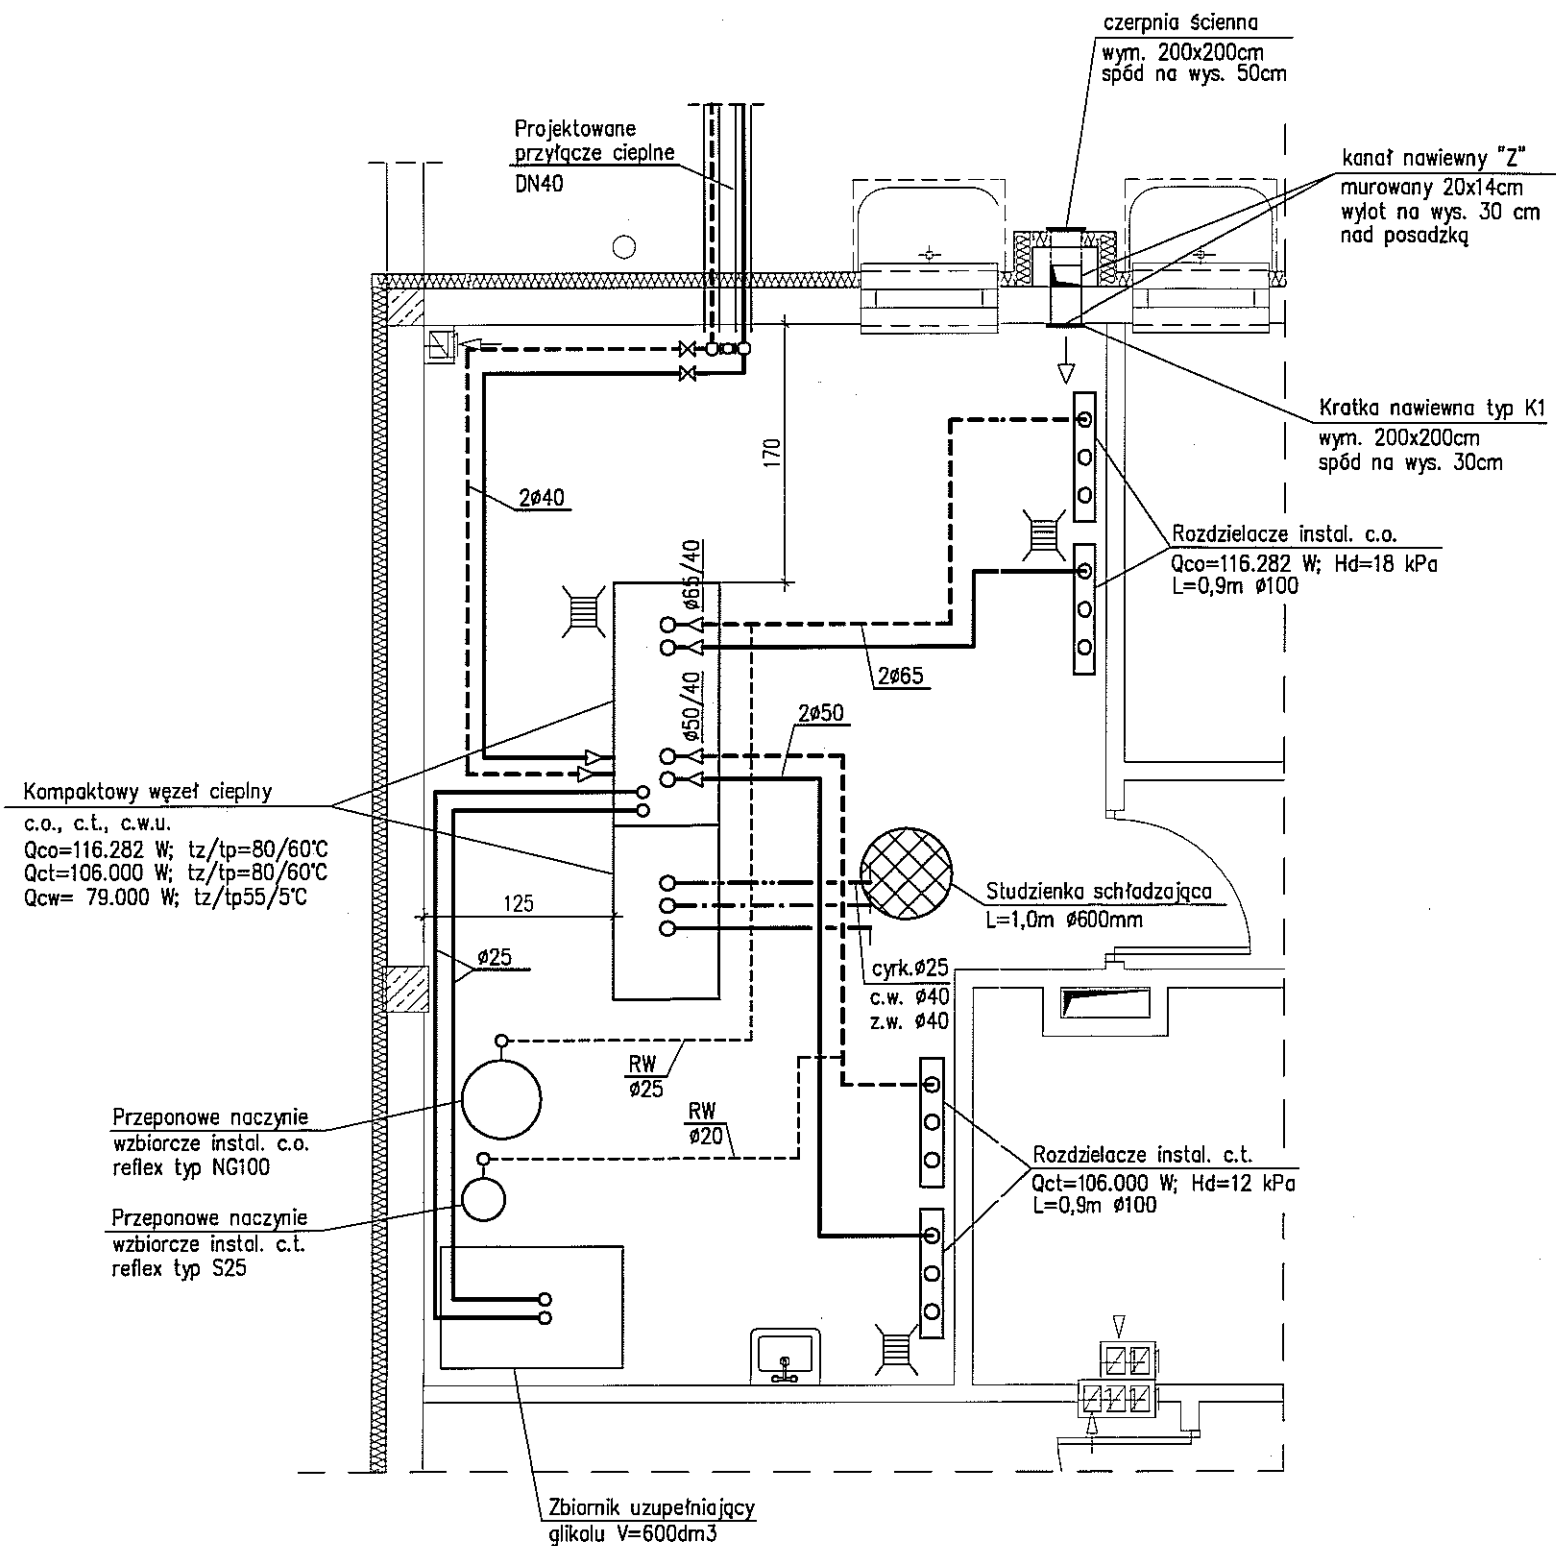 czerpnia ścienna
wym. 200x200cm
spód na wys. 50cm
Projektowane
przyłącze cieplne
DN40
kanał nawiewny "Z"
murowany 20x14cm
wylot na wys. 30 cm
nad posadzką
Kratka nawiewna typ K1
wym. 200x200cm
spód na wys. 30cm
170
2ø40
Rozdzielacze instal. c.o.
Qco=116.282 W; Hd=18 kPa
L=0,9m ø100
ø65/40
2ø65
ø50/40
2ø50
Kompaktowy węzeł cieplny
c.o., c.t., c.w.u.
Qco=116.282 W; tz/tp=80/60°C
Qct=106.000 W; tz/tp=80/60°C
Qcw= 79.000 W; tz/tp55/5°C
125
Studzienka schładzająca
L=1,0m ø600mm
ø25
cyrk.ø25
c.w. ø40
z.w. ø40
RW
ø25
RW
ø20
Przeponowe naczynie
wzbiorcze instal. c.o.
reflex typ NG100
Przeponowe naczynie
wzbiorcze instal. c.t.
reflex typ S25
Rozdzielacze instal. c.t.
Qct=106.000 W; Hd=12 kPa
L=0,9m ø100
Zbiornik uzupełniający
glikolu V=600dm3